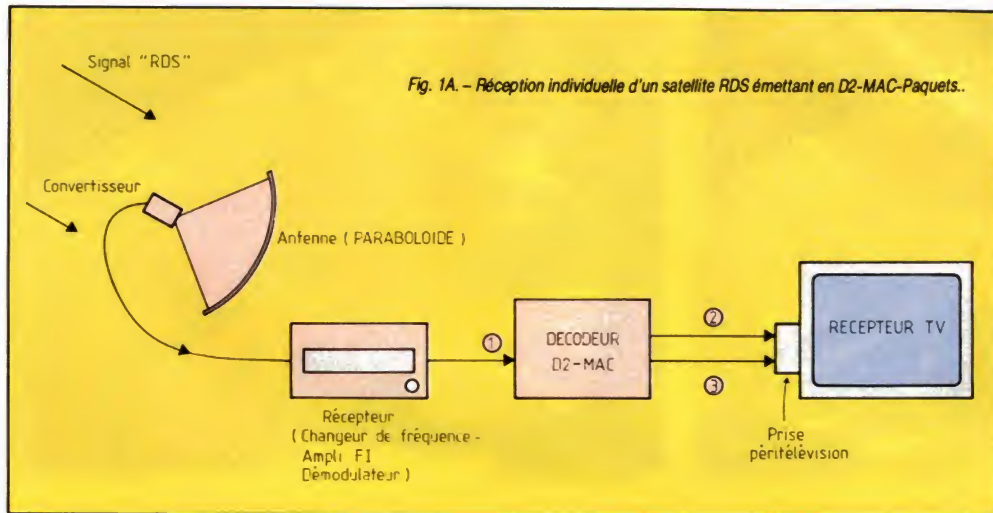 Signal "RDS"
Fig. 1A. – Réception individuelle d'un satellite RDS émettant en D2-MAC-Paquets..
Convertisseur
Antenne ( PARABOLOIDE )
①
DECODEUR
D2-MAC
②
③
RECEPTEUR TV
Récepteur
( Changeur de fréquence -
Ampli FI
Démodulateur )
Prise
péritélévision